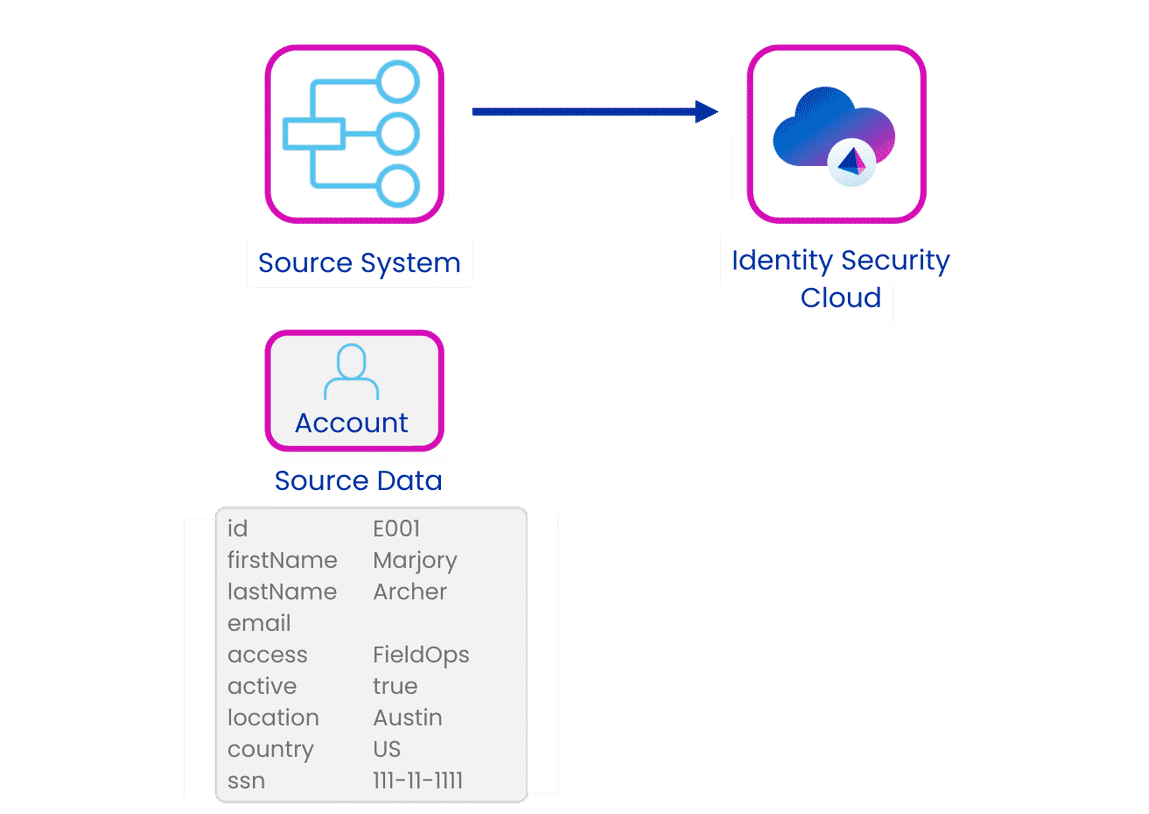 Source System
Identity Security
Cloud
Account
Source Data
id E001
firstName Marjory
lastName Archer
email
access FieldOps
active true
location Austin
country US
ssn 111-11-1111